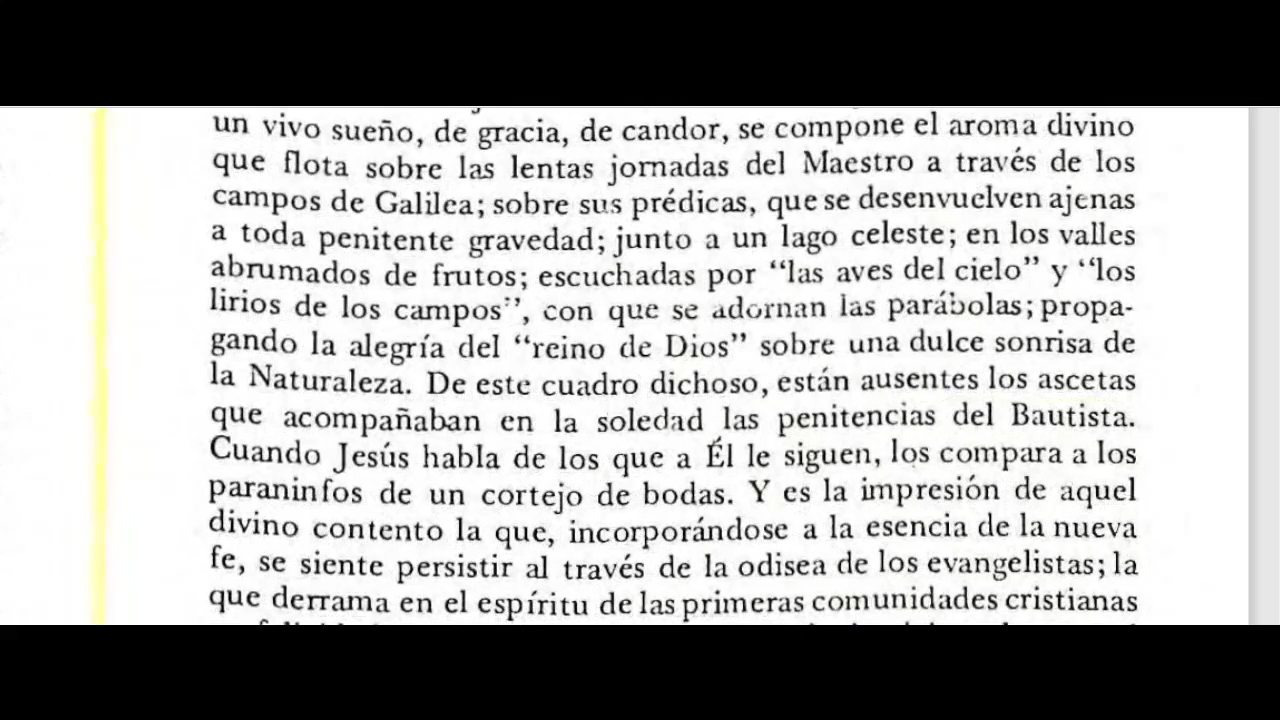 un vivo sueño, de gracia, de candor, se compone el aroma divino
que flota sobre las lentas jornadas del Maestro a través de los
campos de Galilea; sobre sus prédicas, que se desenvuelven ajenas
a toda penitente gravedad; junto a un lago celeste; en los valles
abrumados de frutos; escuchadas por “las aves del cielo” y “los
lirios de los campos”, con que se adornan las parábolas; propa-
gando la alegría del “reino de Dios” sobre una dulce sonrisa de
la Naturaleza. De este cuadro dichoso, están ausentes los ascetas
que acompañaban en la soledad las penitencias del Bautista.
Cuando Jesús habla de los que a Él le siguen, los compara a los
paraninfos de un cortejo de bodas. Y es la impresión de aquel
divino contento la que, incorporándose a la esencia de la nueva
fe, se siente persistir al través de la odisea de los evangelistas; la
que derrama en el espíritu de las primeras comunidades cristianas